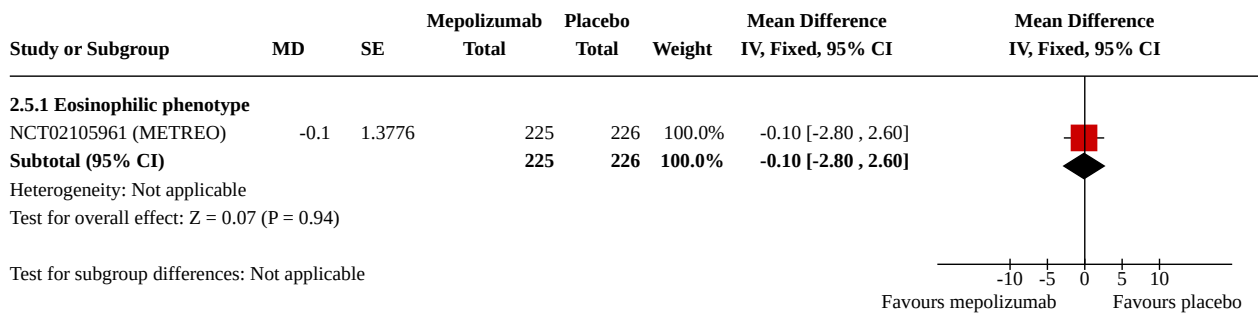 Mepolizumab Placebo Mean Difference Mean Difference
Study or Subgroup MD SE Total Total Weight IV, Fixed, 95% CI IV, Fixed, 95% CI
2.5.1 Eosinophilic phenotype
NCT02105961 (METREO) -0.1 1.3776 225 226 100.0% -0.10 [-2.80 , 2.60]
Subtotal (95% CI) 225 226 100.0% -0.10 [-2.80 , 2.60]
Heterogeneity: Not applicable
Test for overall effect: Z = 0.07 (P = 0.94)
Test for subgroup differences: Not applicable
-10 -5 0 5 10
Favours mepolizumab Favours placebo